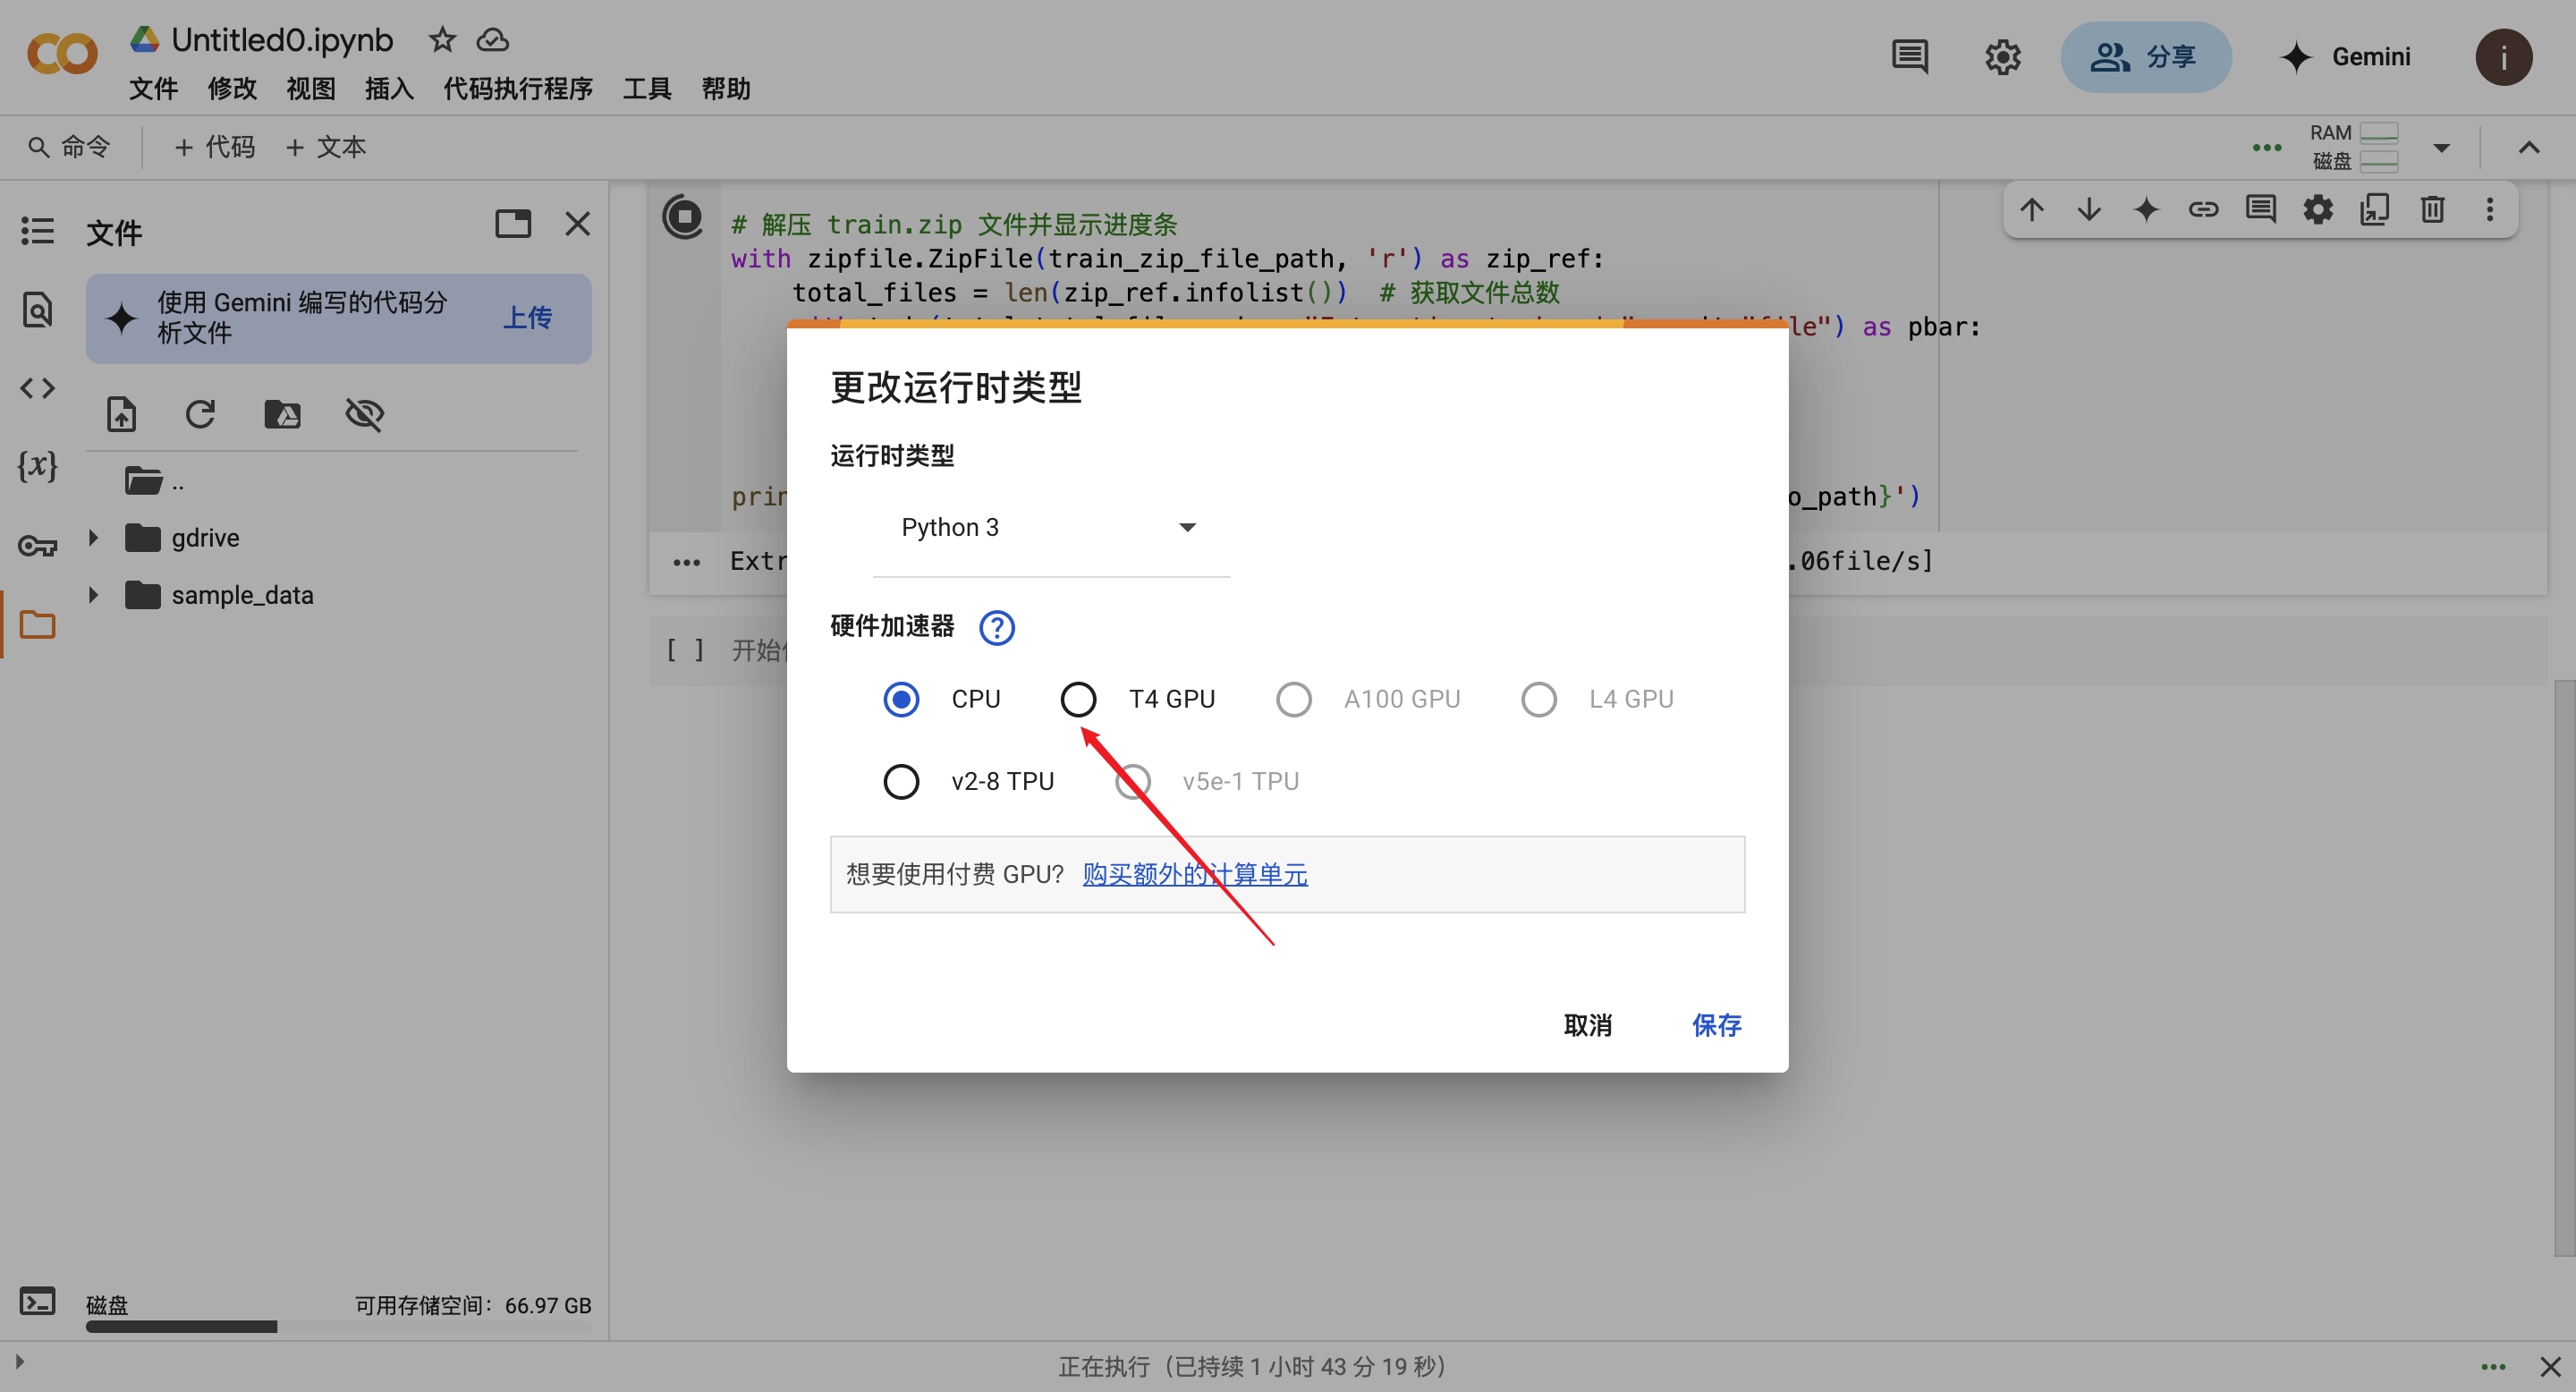 Untitled0.ipynb
文件 修改 视图 插入 代码执行程序 工具 帮助
分享 Gemini i
命令 + 代码 + 文本
RAM
磁盘
文件
使用 Gemini 编写的代码分
析文件
上传
{x}
..
gdrive
sample_data
# 解压 train.zip 文件并显示进度条
with zipfile.ZipFile(train_zip_file_path, 'r') as zip_ref:
total_files = len(zip_ref.infolist()) # 获取文件总数
file") as pbar:
prin
o_path}')
Extr
.06file/s]
[ ] 开始
更改运行时类型
运行时类型
Python 3
硬件加速器 ?
CPU T4 GPU A100 GPU L4 GPU
v2-8 TPU v5e-1 TPU
想要使用付费 GPU? 购买额外的计算单元
取消 保存
磁盘 可用存储空间：66.97 GB
正在执行（已持续 1 小时 43 分 19 秒）